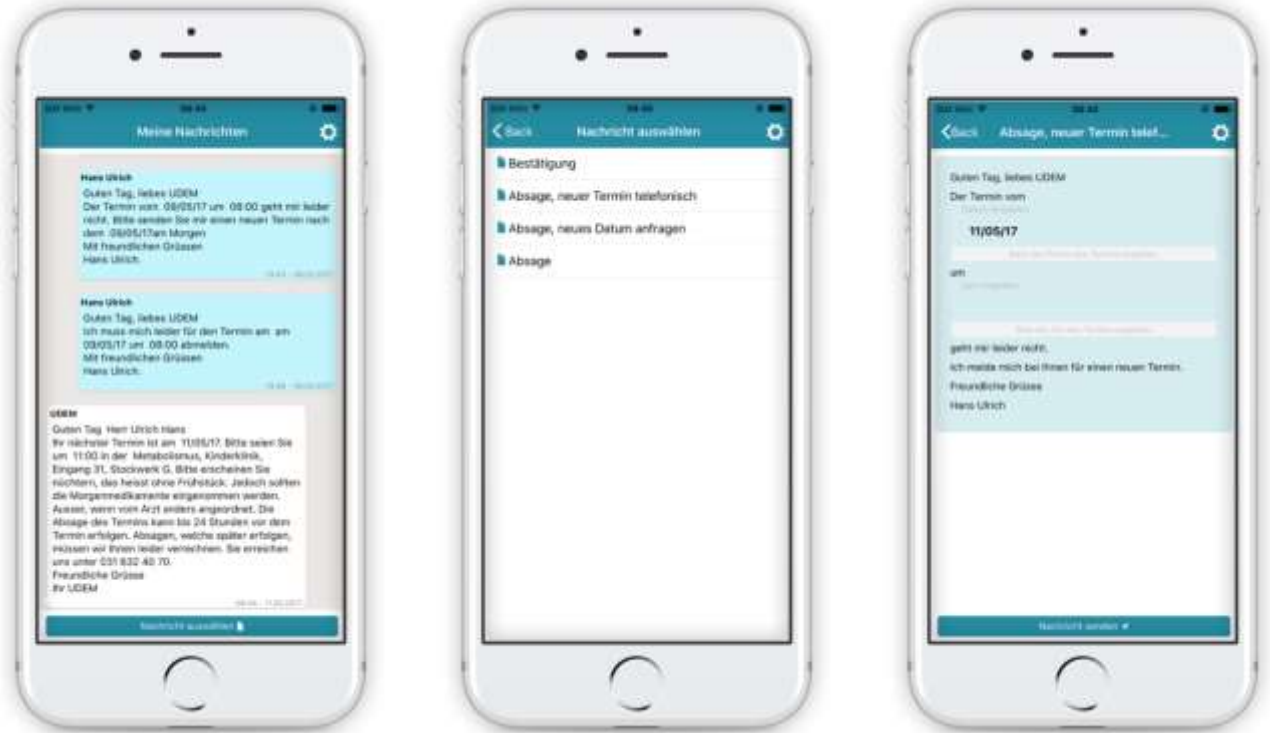 Meine Nachrichten
Hans Ulrich
Guten Tag, liebes UDEM
Der Termin vom 09/05/17 um 08:00 geht mir leider
nicht. Bitte senden Sie mir einen neuen Termin nach
dem 09/05/17am Morgen
Mit freundlichen Grüssen
Hans Ulrich.
Hans Ulrich
Guten Tag, liebes UDEM
Ich muss mich leider für den Termin am am
09/05/17 um 08:00 abmelden.
Mit freundlichen Grüssen
Hans Ulrich.
UDEM
Guten Tag Herr Ulrich Hans
Ihr nächster Termin ist am 11/05/17. Bitte seien Sie
um 11:00 in der Metabolismus, Kinderklinik,
Eingang 31, Stockwerk G. Bitte erscheinen Sie
nüchtern, das heisst ohne Frühstück. Jedoch sollten
die Morgenmedikamente eingenommen werden.
Ausser, wenn vom Arzt anders angeordnet. Die
Absage des Termins kann bis 24 Stunden vor dem
Termin erfolgen. Absagen, welche später erfolgen,
müssen wir Ihnen leider verrechnen. Sie erreichen
uns unter 031 632 40 70.
Freundliche Grüsse
Ihr UDEM
Nachricht auswählen
Back Nachricht auswählen
Bestätigung
Absage, neuer Termin telefonisch
Absage, neues Datum anfragen
Absage
Back Absage, neuer Termin telef...
Guten Tag, liebes UDEM
Der Termin vom
11/05/17
um
geht mir leider nicht.
Ich melde mich bei Ihnen für einen neuen Termin.
Freundliche Grüsse
Hans Ulrich
Nachricht senden